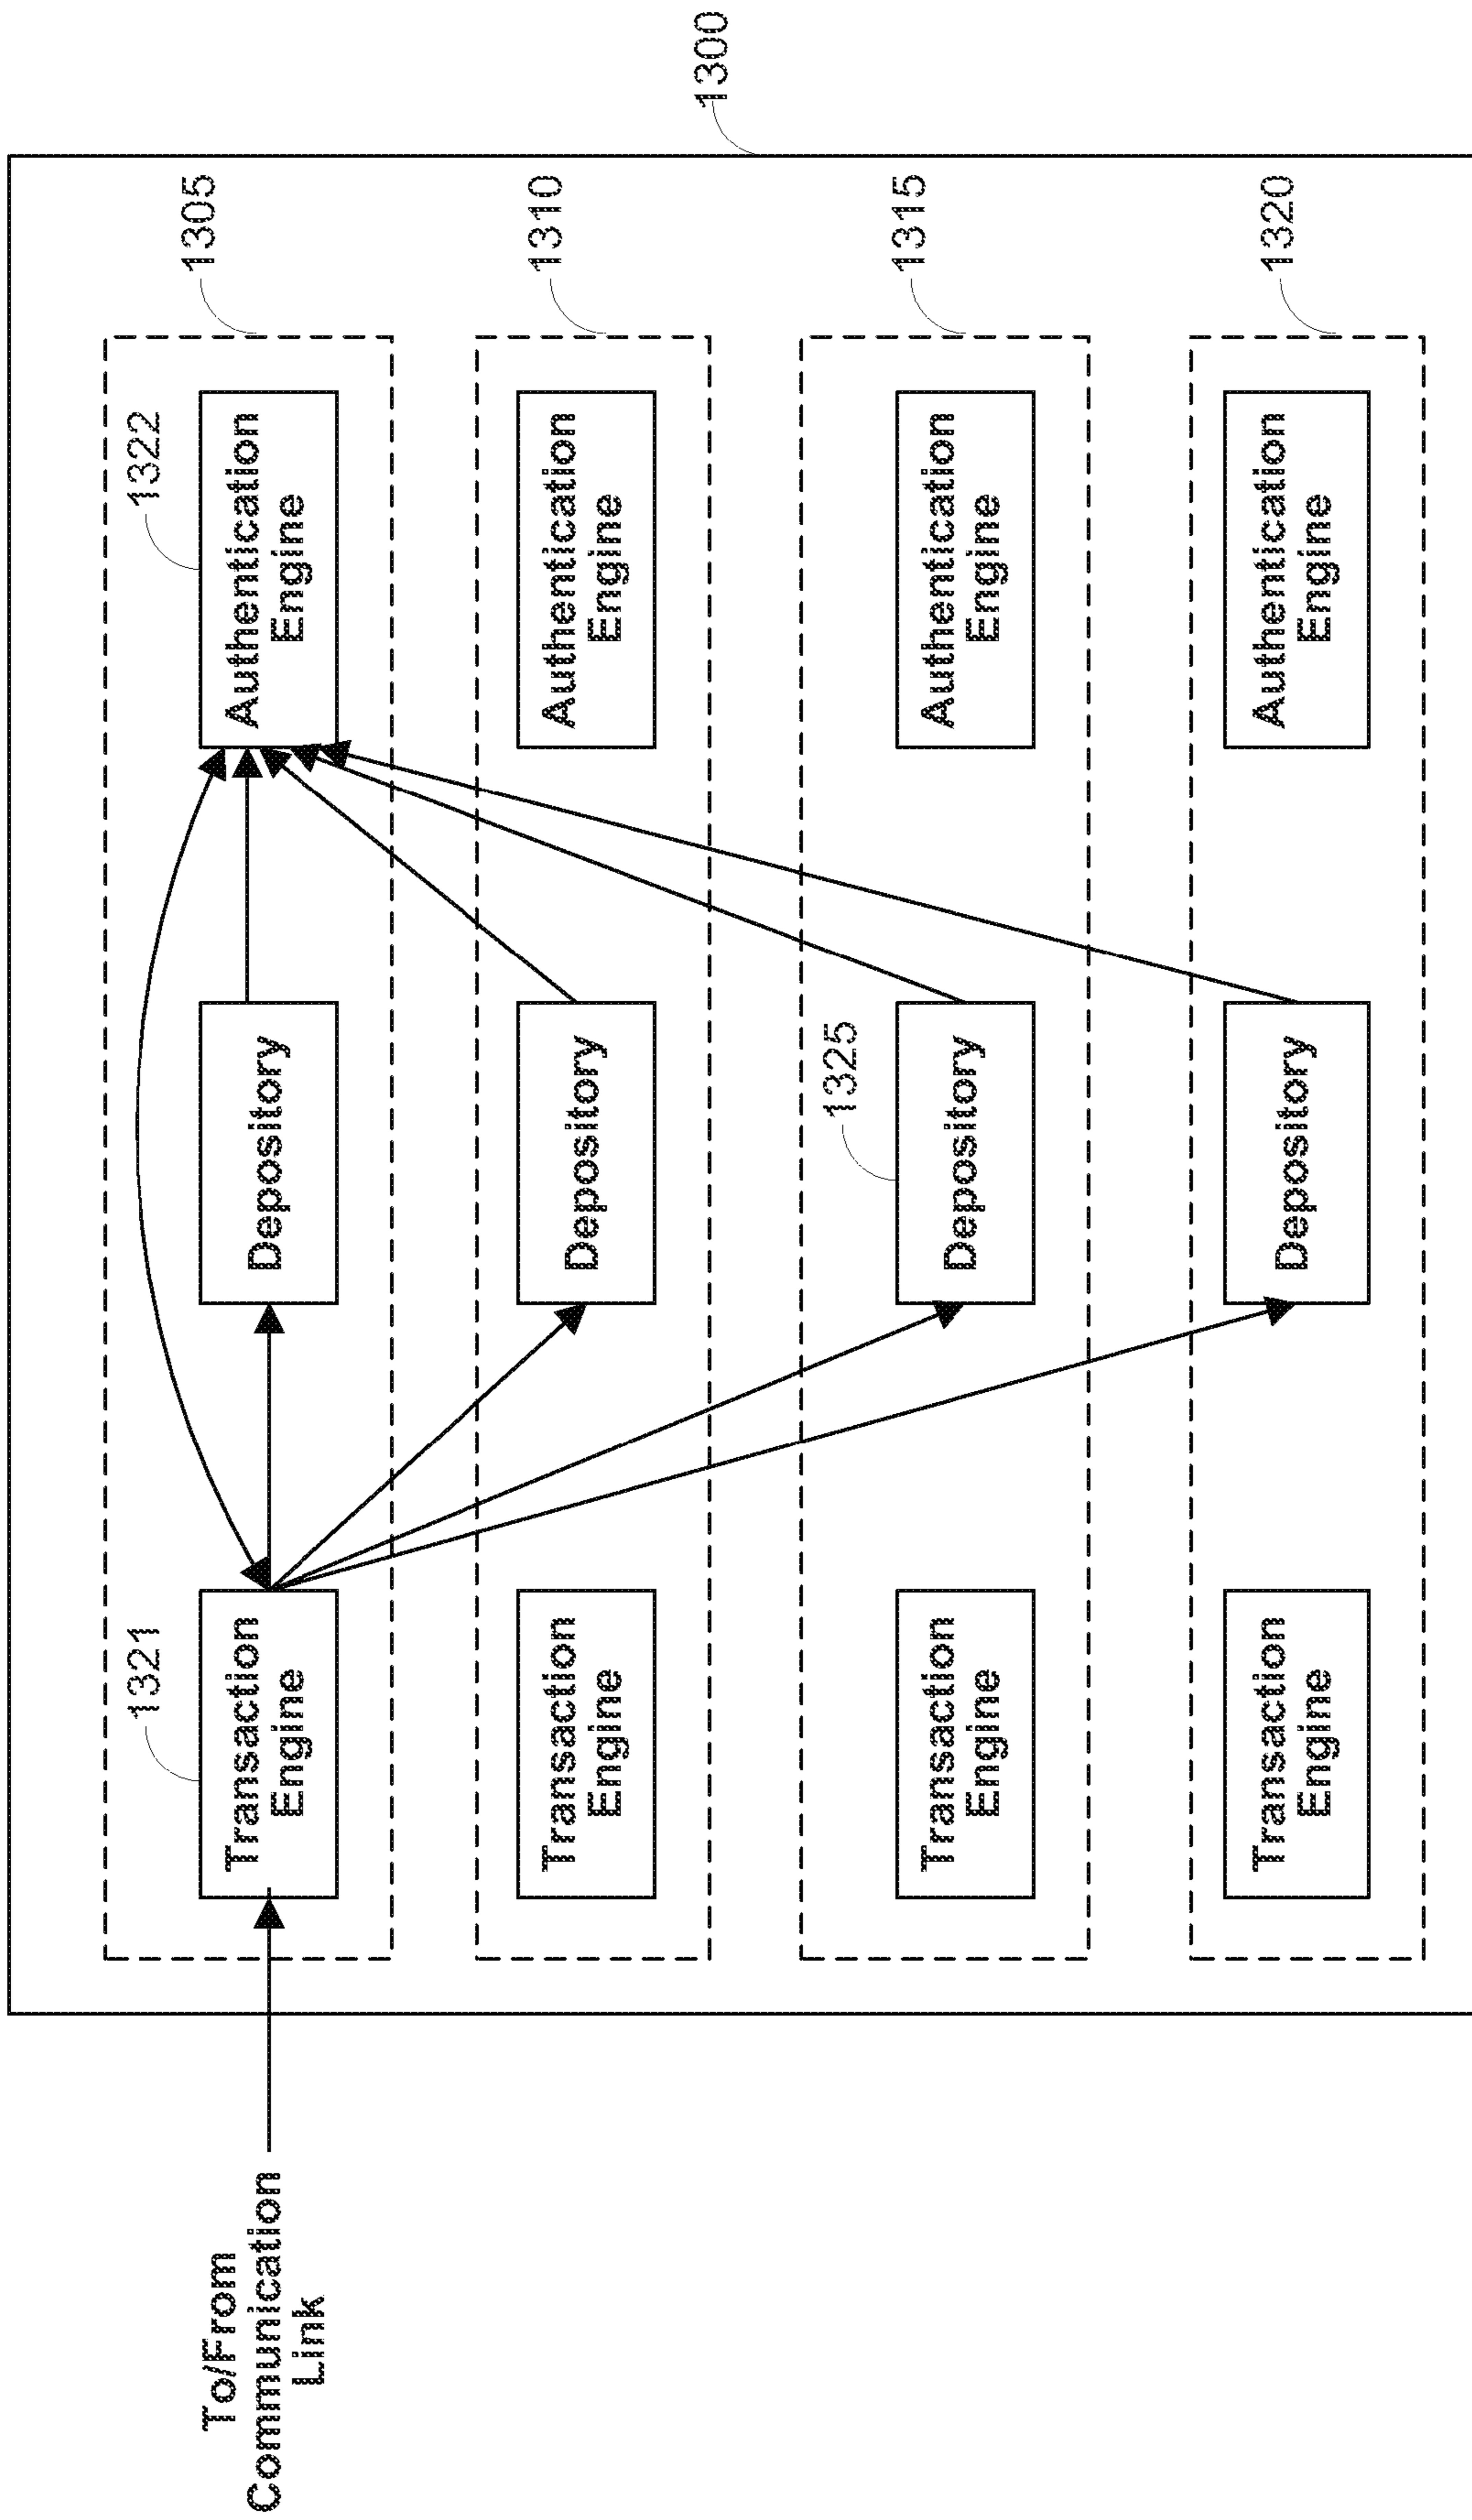 To/From
Communication
Link
1300
1305
1321
Transaction
Engine
Depository
1322
Authentication
Engine
1310
Transaction
Engine
Depository
Authentication
Engine
1315
Transaction
Engine
1325
Depository
Authentication
Engine
1320
Transaction
Engine
Depository
Authentication
Engine